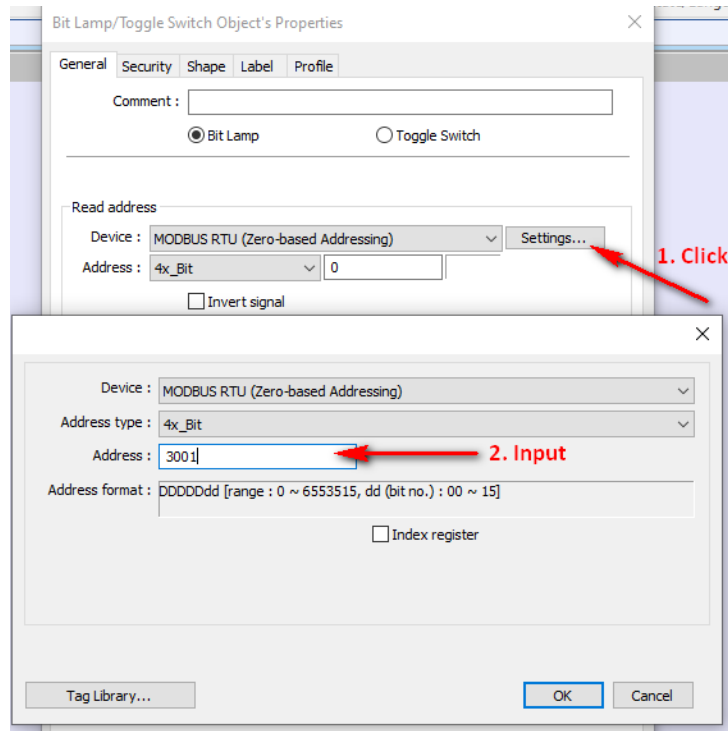 Bit Lamp/Toggle Switch Object's Properties
General Security Shape Label Profile
Comment :
Bit Lamp Toggle Switch
Read address
Device : MODBUS RTU (Zero-based Addressing) Settings...
1. Click
Address : 4x_Bit 0
Invert signal
Device : MODBUS RTU (Zero-based Addressing)
Address type : 4x_Bit
Address : 3001 2. Input
Address format : DDDDDdd [range : 0 ~ 6553515, dd (bit no.) : 00 ~ 15]
Index register
Tag Library... OK Cancel